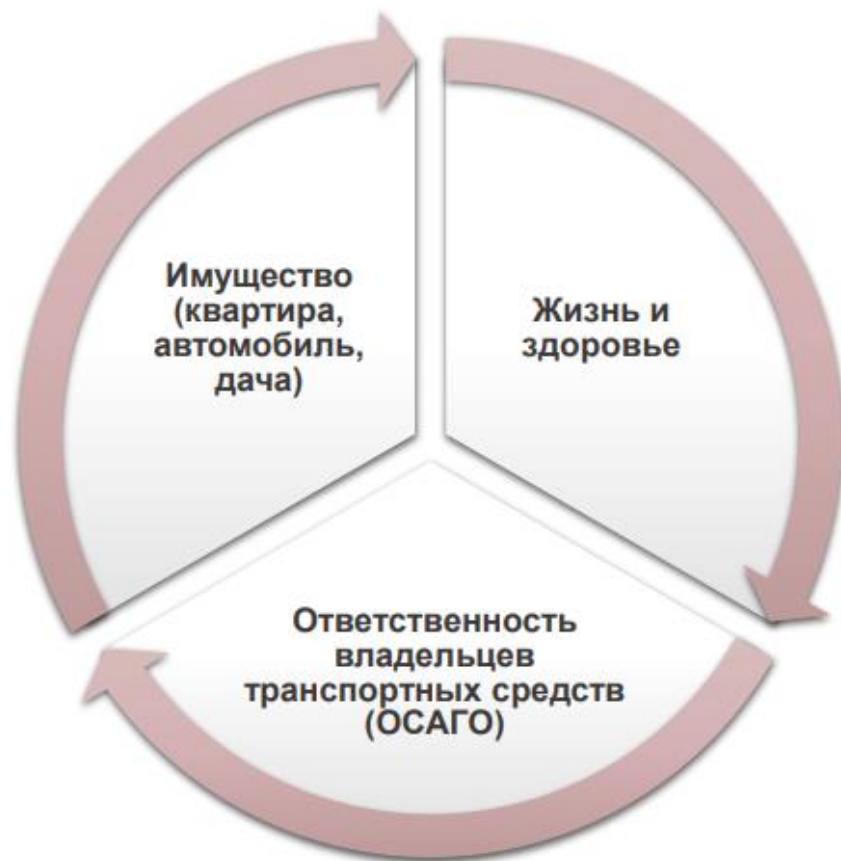 Имущество
(квартира,
автомобиль,
дача)
Жизнь и
здоровье
Ответственность
владельцев
транспортных средств
(ОСАГО)